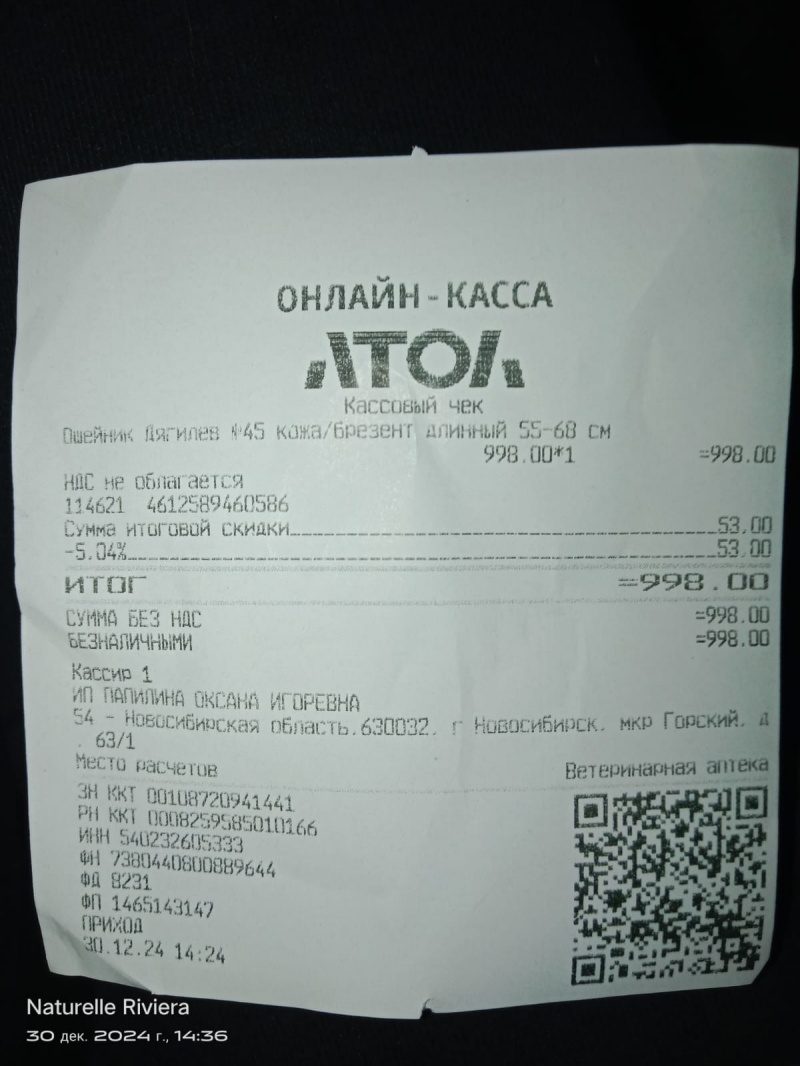 ОНЛАЙН-КАССА
АТОЛ
Кассовый чек
Ошейник Дягилев №45 кожа/брезент длинный 55-68 см
998.00*1 =998.00
НДС не облагается
114621 4612589460586
Сумма итоговой скидки 53.00
-5.04% 53.00
ИТОГ =998.00
СУММА БЕЗ НДС =998.00
БЕЗНАЛИЧНЫМИ =998.00
Кассир 1
ИП ПАПИЛИНА ОКСАНА ИГОРЕВНА
54 - Новосибирская область,630032, г Новосибирск, мкр Горский, д
. 63/1
Место расчетов Ветеринарная аптека
ЗН ККТ 00108720941441
РН ККТ 0008259585010166
ИНН 540232605333
ФН 7380440800889644
ФД 8231
ФП 1465143147
ПРИХОД
30.12.24 14:24
Naturelle Riviera
30 дек. 2024 г., 14:36